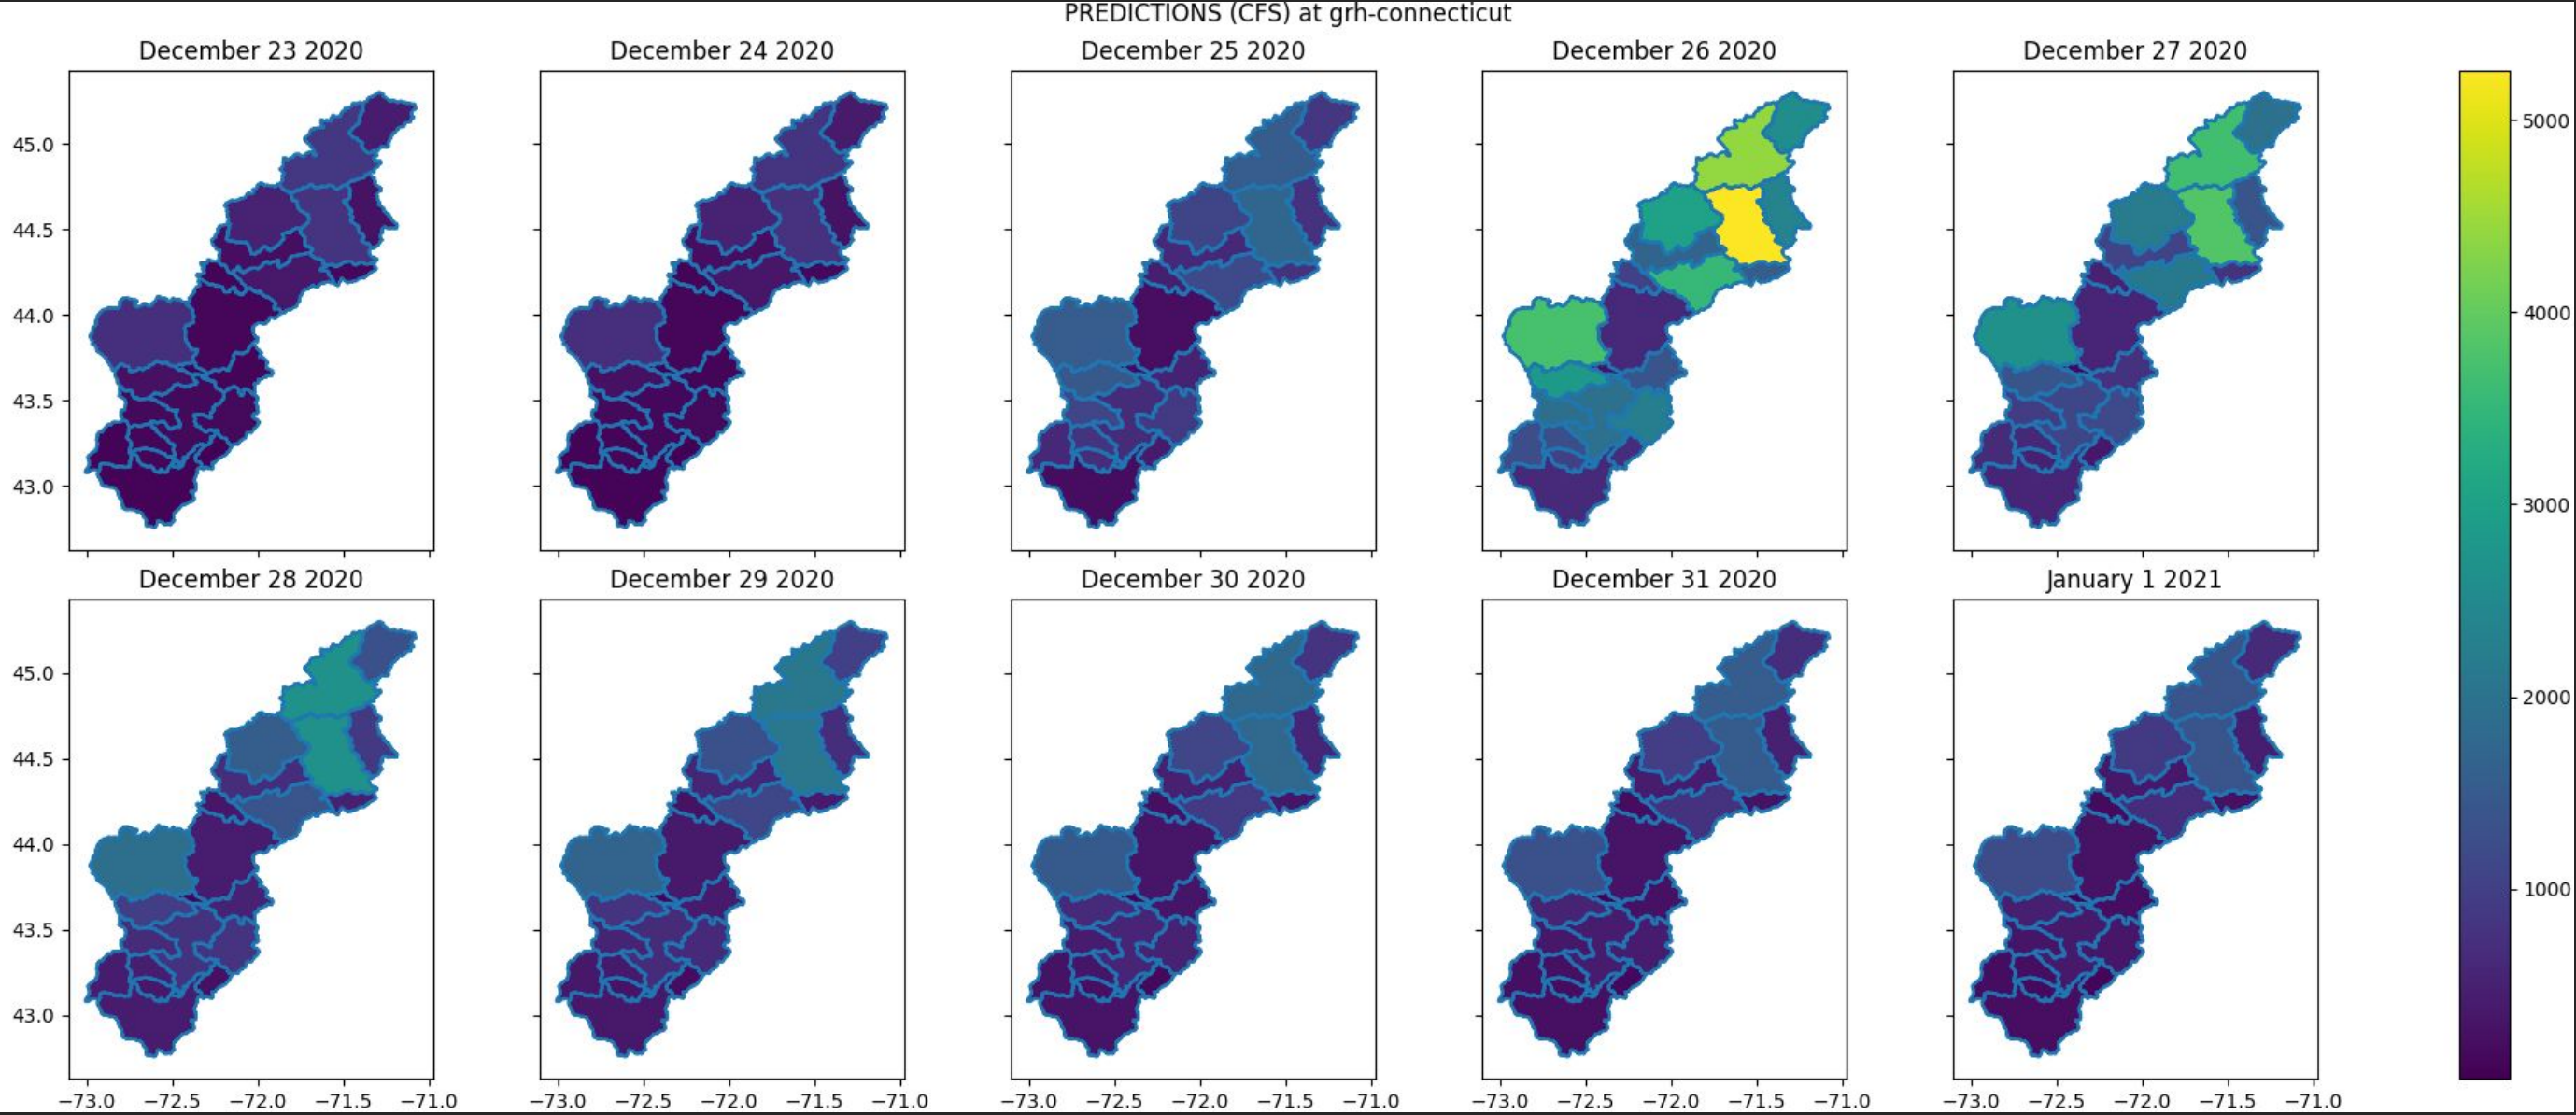 PREDICTIONS (CFS) at grh-connecticut
December 23 2020
December 24 2020
December 25 2020
December 26 2020
December 27 2020
45.0
44.5
44.0
43.5
43.0
5000
4000
3000
2000
1000
December 28 2020
December 29 2020
December 30 2020
December 31 2020
January 1 2021
45.0
44.5
44.0
43.5
43.0
−73.0 −72.5 −72.0 −71.5 −71.0
−73.0 −72.5 −72.0 −71.5 −71.0
−73.0 −72.5 −72.0 −71.5 −71.0
−73.0 −72.5 −72.0 −71.5 −71.0
−73.0 −72.5 −72.0 −71.5 −71.0